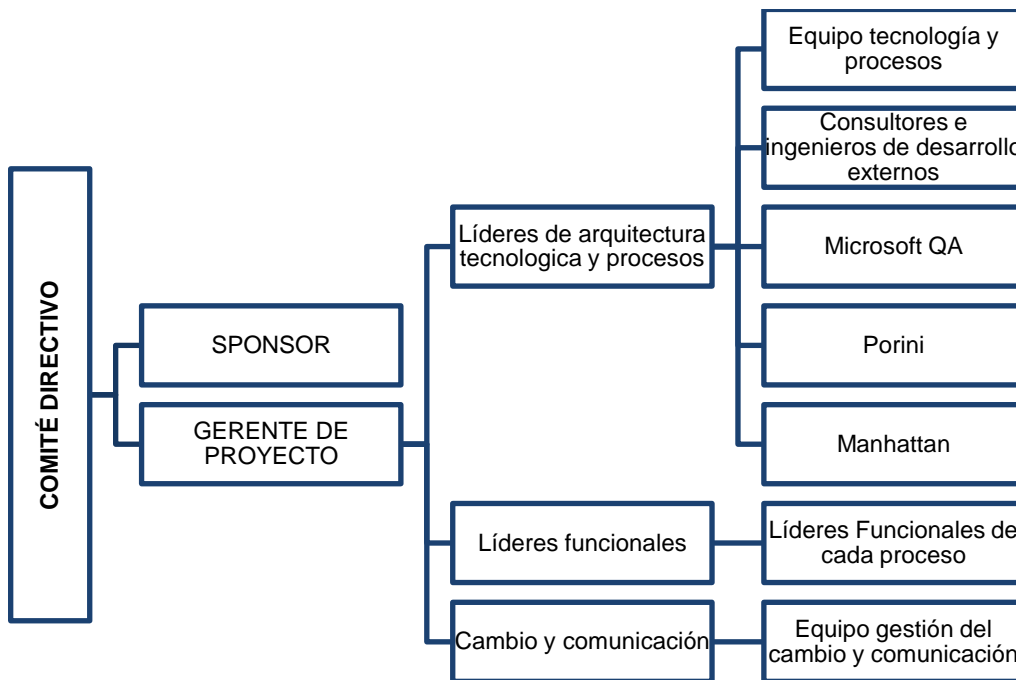 COMITÉ DIRECTIVO
SPONSOR
GERENTE DE
PROYECTO
Líderes de arquitectura
tecnologica y procesos
Equipo tecnología y
procesos
Consultores e
ingenieros de desarrollo
externos
Microsoft QA
Porini
Manhattan
Líderes funcionales
Líderes Funcionales de
cada proceso
Cambio y comunicación
Equipo gestión del
cambio y comunicación